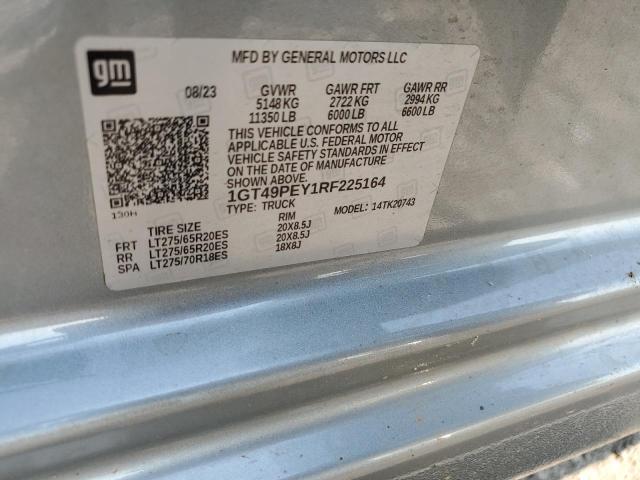 gm
MFD BY GENERAL MOTORS LLC
08/23 GVWR GAWR FRT GAWR RR
5148 KG 2722 KG 2994 KG
11350 LB 6000 LB 6600 LB
THIS VEHICLE CONFORMS TO ALL
APPLICABLE U.S. FEDERAL MOTOR
VEHICLE SAFETY STANDARDS IN EFFECT
ON THE DATE OF MANUFACTURE
SHOWN ABOVE.
1GT49PEY1RF225164
TYPE: TRUCK MODEL: 14TK20743
130H
TIRE SIZE RIM
FRT LT275/65R20ES 20X8.5J
RR LT275/65R20ES 20X8.5J
SPA LT275/70R18ES 18X8J